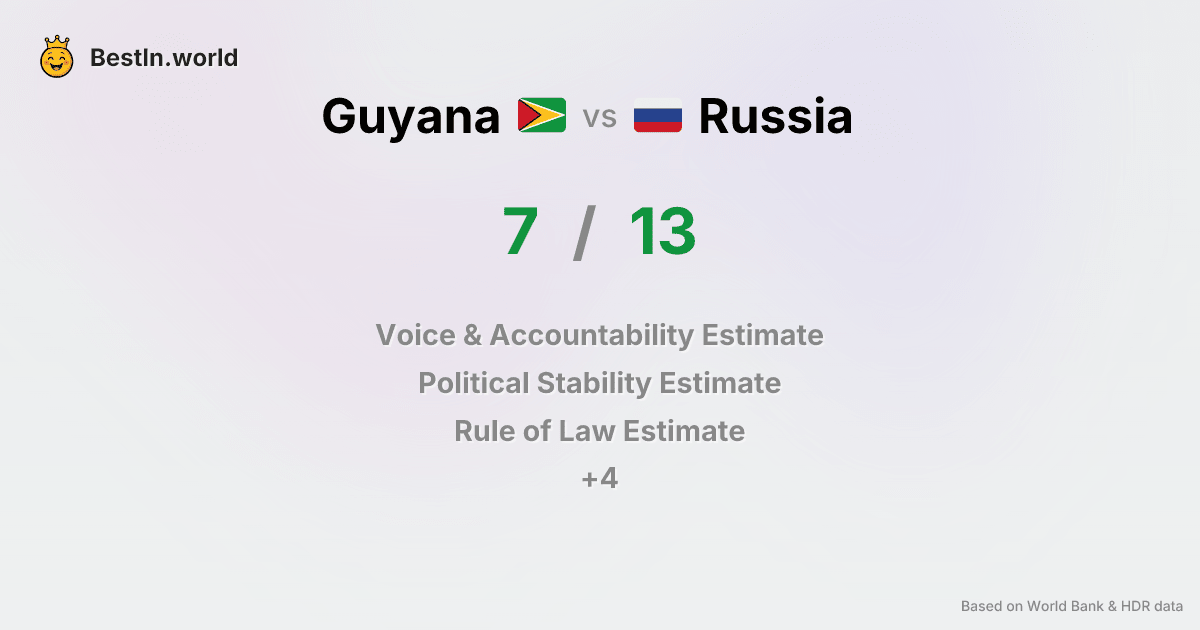 BestIn.world
Guyana vs Russia
7 / 13
Voice & Accountability Estimate
Political Stability Estimate
Rule of Law Estimate
+4
Based on World Bank & HDR data